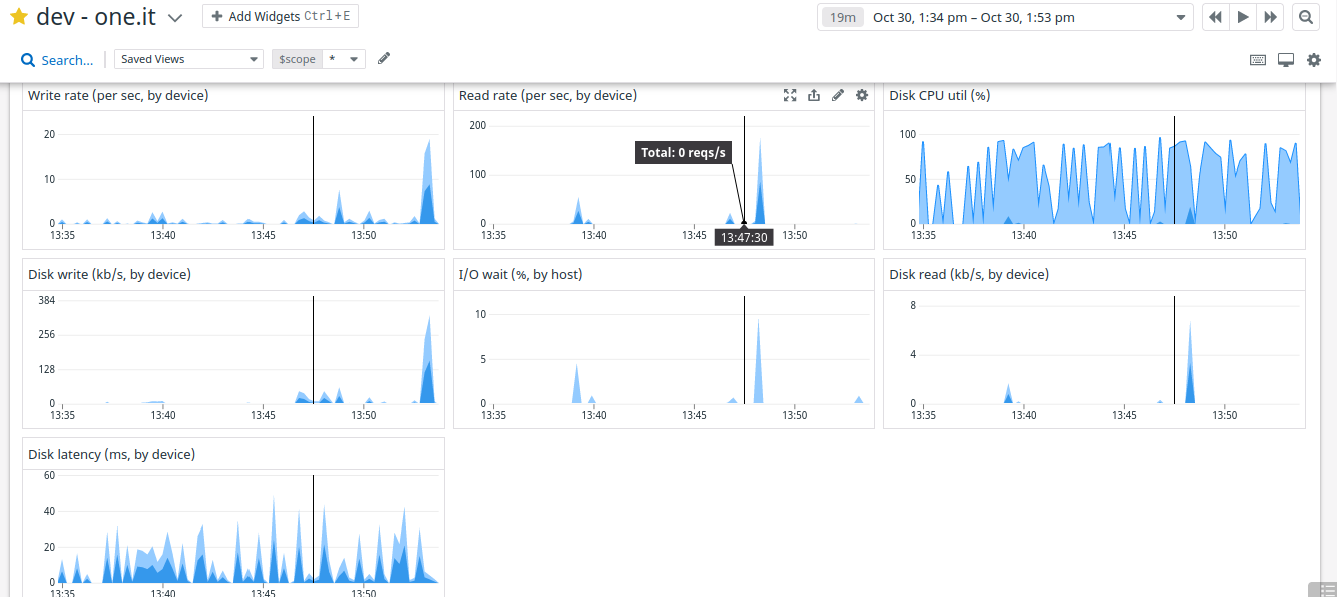 dev - one.it
Add Widgets Ctrl+E
19m Oct 30, 1:34 pm – Oct 30, 1:53 pm
Search...
Saved Views
$scope *
Write rate (per sec, by device)
20
10
0
13:35 13:40 13:45 13:50
Read rate (per sec, by device)
200
100
0
Total: 0 reqs/s
13:35 13:40 13:45 13:50
13:47:30
Disk CPU util (%)
100
50
0
13:35 13:40 13:45 13:50
Disk write (kb/s, by device)
384
256
128
0
13:35 13:40 13:45 13:50
I/O wait (%, by host)
10
5
0
13:35 13:40 13:45 13:50
Disk read (kb/s, by device)
8
4
0
13:35 13:40 13:45 13:50
Disk latency (ms, by device)
60
40
20
0
13:35 13:40 13:45 13:50